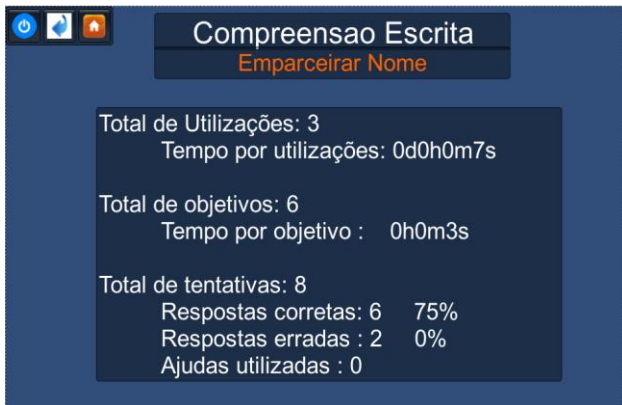 Compreensao Escrita
Emparceirar Nome
Total de Utilizações: 3
Tempo por utilizações: 0d0h0m7s
Total de objetivos: 6
Tempo por objetivo : 0h0m3s
Total de tentativas: 8
Respostas corretas: 6 75%
Respostas erradas : 2 0%
Ajudas utilizadas : 0